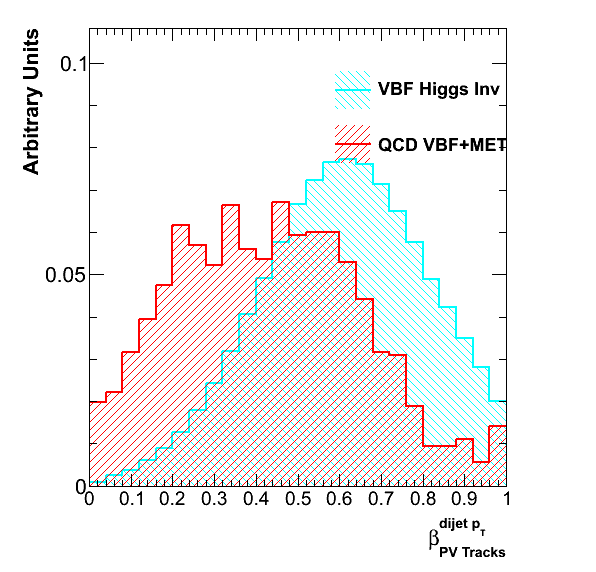 Arbitrary Units
0.1
0.05
0
VBF Higgs Inv
QCD VBF+MET
0 0.1 0.2 0.3 0.4 0.5 0.6 0.7 0.8 0.9 1
β dijet p_T PV Tracks